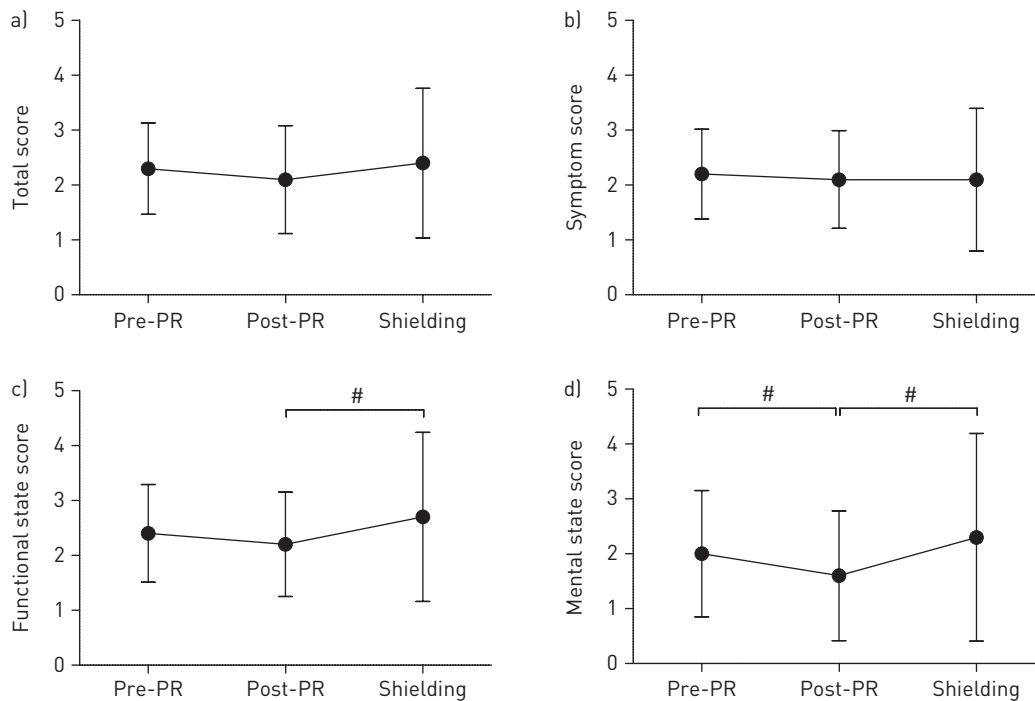 a)
5
4
3
2
1
0
Total score
Pre-PR Post-PR Shielding
b)
5
4
3
2
1
0
Symptom score
Pre-PR Post-PR Shielding
c)
5
4
3
2
1
0
Functional state score
#
Pre-PR Post-PR Shielding
d)
5
4
3
2
1
0
Mental state score
# #
Pre-PR Post-PR Shielding